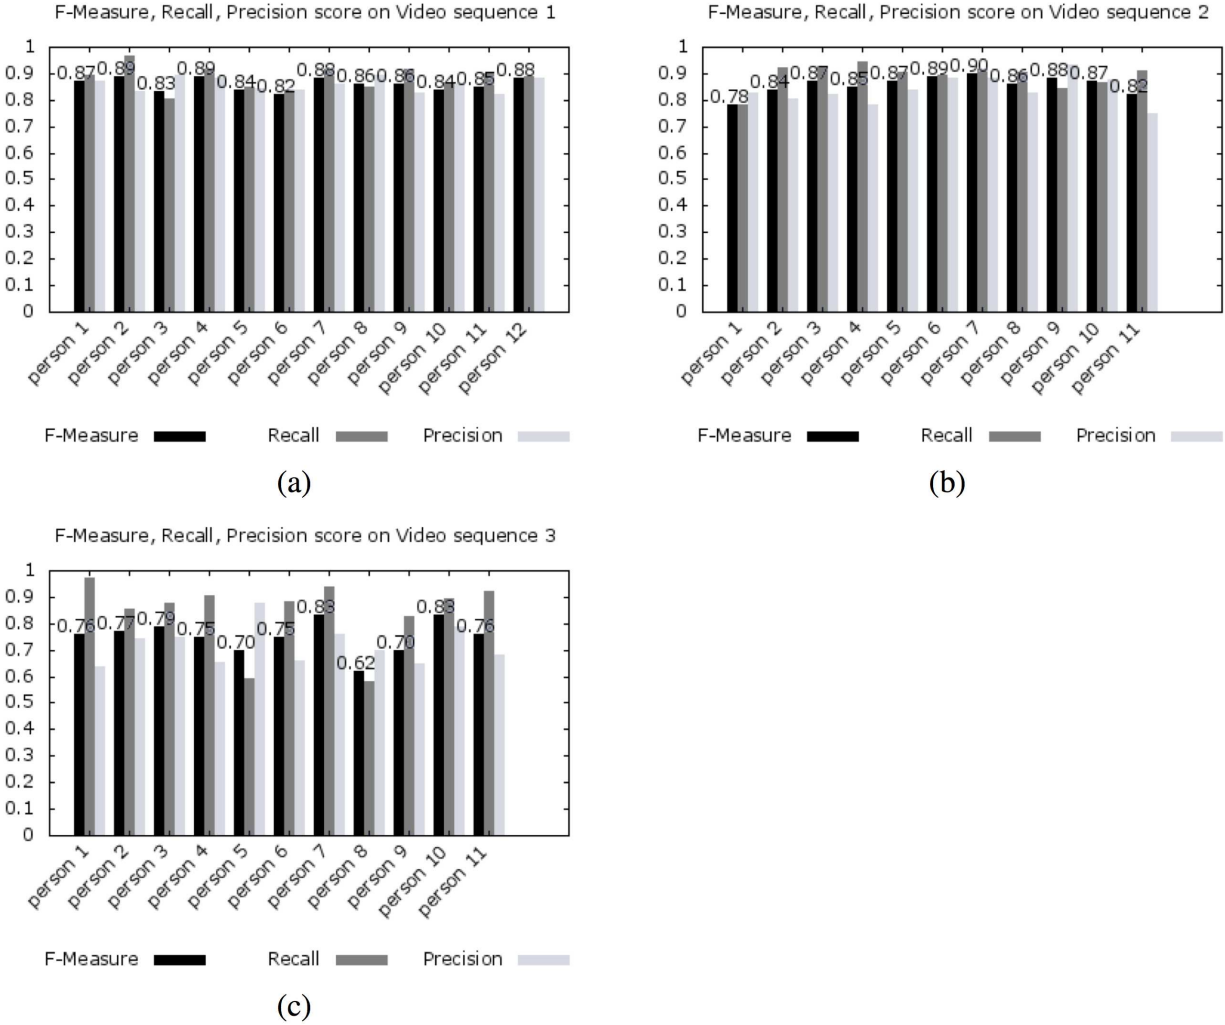 F-Measure, Recall, Precision score on Video sequence 1
1
0.9
0.8
0.7
0.6
0.5
0.4
0.3
0.2
0.1
0
0.87 0.89 0.83 0.89 0.84 0.82 0.88 0.86 0.86 0.84 0.85 0.88
person 1 person 2 person 3 person 4 person 5 person 6 person 7 person 8 person 9 person 10 person 11 person 12
F-Measure Recall Precision
(a)
F-Measure, Recall, Precision score on Video sequence 2
1
0.9
0.8
0.7
0.6
0.5
0.4
0.3
0.2
0.1
0
0.78 0.84 0.87 0.85 0.87 0.89 0.90 0.86 0.88 0.87 0.82
person 1 person 2 person 3 person 4 person 5 person 6 person 7 person 8 person 9 person 10 person 11
F-Measure Recall Precision
(b)
F-Measure, Recall, Precision score on Video sequence 3
1
0.9
0.8
0.7
0.6
0.5
0.4
0.3
0.2
0.1
0
0.76 0.77 0.79 0.75 0.70 0.75 0.83 0.62 0.70 0.83 0.76
person 1 person 2 person 3 person 4 person 5 person 6 person 7 person 8 person 9 person 10 person 11
F-Measure Recall Precision
(c)